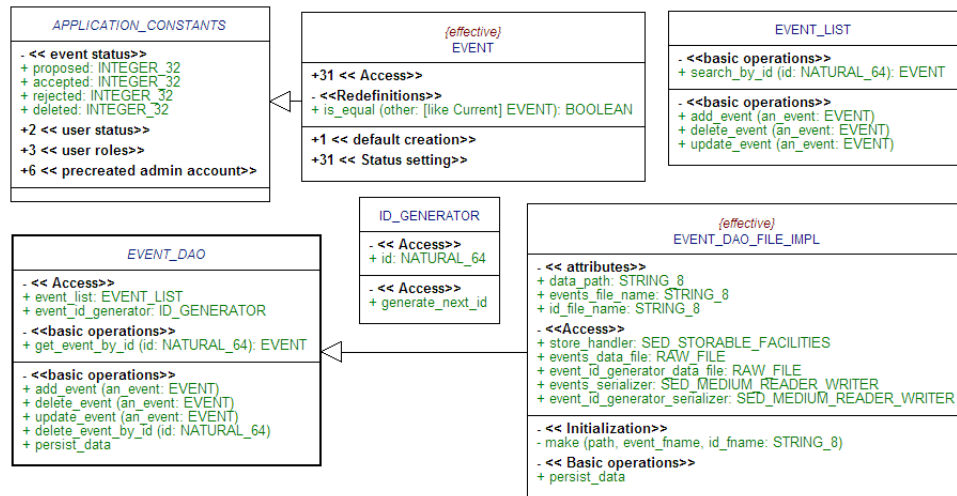 APPLICATION_CONSTANTS
- << event status>>
+ proposed: INTEGER_32
+ accepted: INTEGER_32
+ rejected: INTEGER_32
+ deleted: INTEGER_32
+2 << user status>>
+3 << user roles>>
+6 << precreated admin account>>
{effective}
EVENT
+31 << Access>>
- <<Redefinitions>>
+ is_equal (other: [like Current] EVENT): BOOLEAN
+1 << default creation>>
+31 << Status setting>>
EVENT_LIST
- <<basic operations>>
+ search_by_id (id: NATURAL_64): EVENT
- <<basic operations>>
+ add_event (an_event: EVENT)
+ delete_event (an_event: EVENT)
+ update_event (an_event: EVENT)
EVENT_DAO
- << Access>>
+ event_list: EVENT_LIST
+ event_id_generator: ID_GENERATOR
- <<basic operations>>
+ get_event_by_id (id: NATURAL_64): EVENT
- <<basic operations>>
+ add_event (an_event: EVENT)
+ delete_event (an_event: EVENT)
+ update_event (an_event: EVENT)
+ delete_event_by_id (id: NATURAL_64)
+ persist_data
ID_GENERATOR
- << Access>>
+ id: NATURAL_64
- << Access>>
+ generate_next_id
{effective}
EVENT_DAO_FILE_IMPL
- << attributes>>
+ data_path: STRING_8
+ events_file_name: STRING_8
+ id_file_name: STRING_8
- <<Access>>
+ store_handler: SED_STORABLE_FACILITIES
+ events_data_file: RAW_FILE
+ event_id_generator_data_file: RAW_FILE
+ events_serializer: SED_MEDIUM_READER_WRITER
+ event_id_generator_serializer: SED_MEDIUM_READER_WRITER
- << Initialization>>
- make (path, event_fname, id_fname: STRING_8)
- << Basic operations>>
+ persist_data